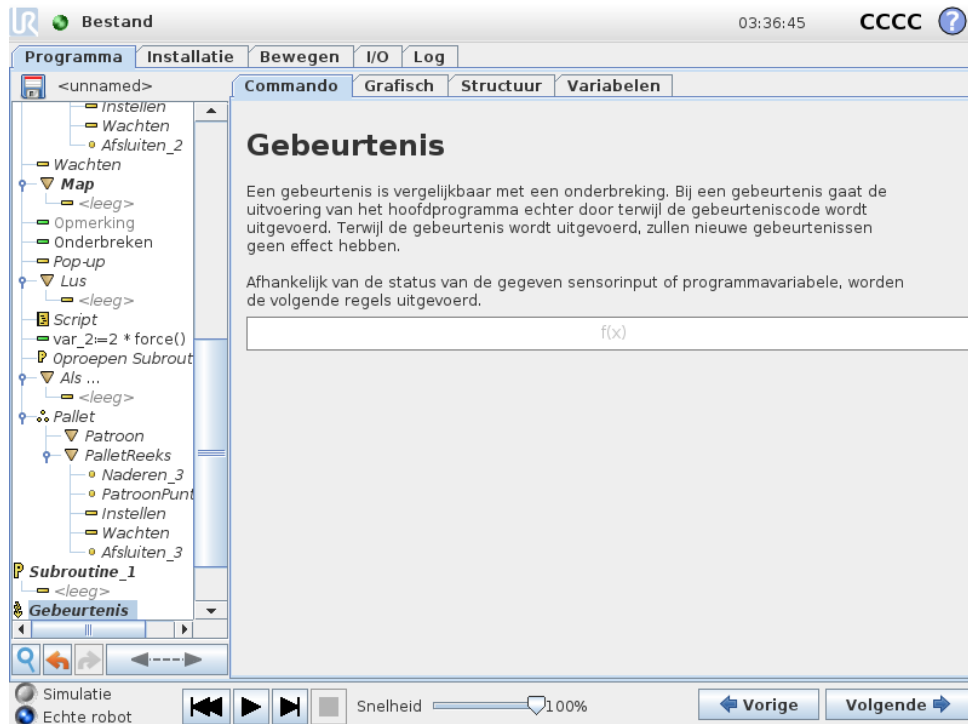 UR Bestand 03:36:45 CCCC ?
Programma Installatie Bewegen I/O Log
<unnamed> Commando Grafisch Structuur Variabelen
Instellen
Wachten
Afsluiten_2
Wachten
Map
<leeg>
Opmerking
Onderbreken
Pop-up
Lus
<leeg>
Script
var_2:=2 * force()
Oproepen Subrout
Als ...
<leeg>
Pallet
Patroon
PalletReeks
Naderen_3
PatroonPunt
Instellen
Wachten
Afsluiten_3
Subroutine_1
<leeg>
Gebeurtenis
Gebeurtenis
Een gebeurtenis is vergelijkbaar met een onderbreking. Bij een gebeurtenis gaat de
uitvoering van het hoofdprogramma echter door terwijl de gebeurteniscode wordt
uitgevoerd. Terwijl de gebeurtenis wordt uitgevoerd, zullen nieuwe gebeurtenissen
geen effect hebben.
Afhankelijk van de status van de gegeven sensorinput of programmavariabele, worden
de volgende regels uitgevoerd.
f(x)
Simulatie
Echte robot
Snelheid 100%
Vorige Volgende